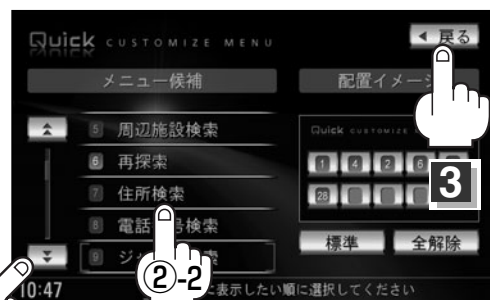 Quick CUSTOMIZE MENU
戻る
メニュー候補
配置イメー
5 周辺施設検索
6 再探索
7 住所検索
8 電話
検索
9
Quick CUSTOMIZE
1 4 2 6
28
3
標準
全解除
②-2
10:47
に表示したい順に選択してください